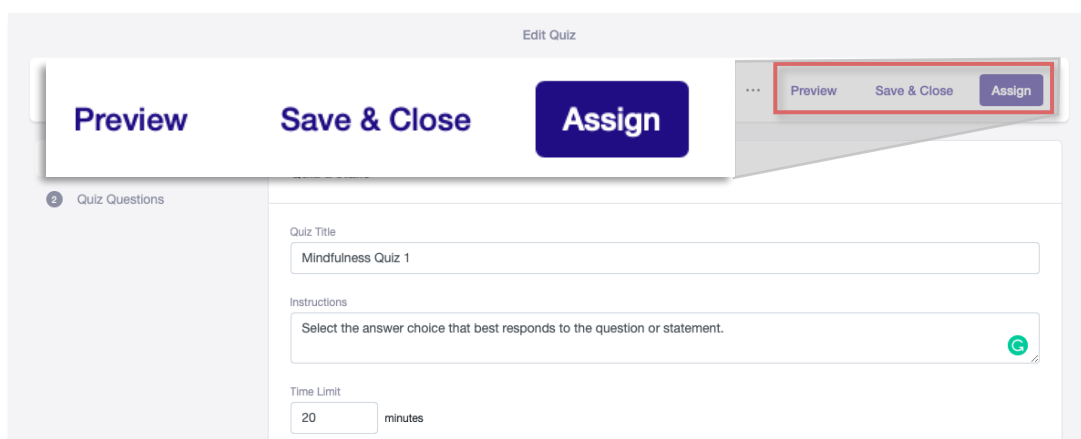 Edit Quiz
Preview Save & Close Assign
... Preview Save & Close Assign
2 Quiz Questions
Quiz Title
Mindfulness Quiz 1
Instructions
Select the answer choice that best responds to the question or statement.
Time Limit
20 minutes